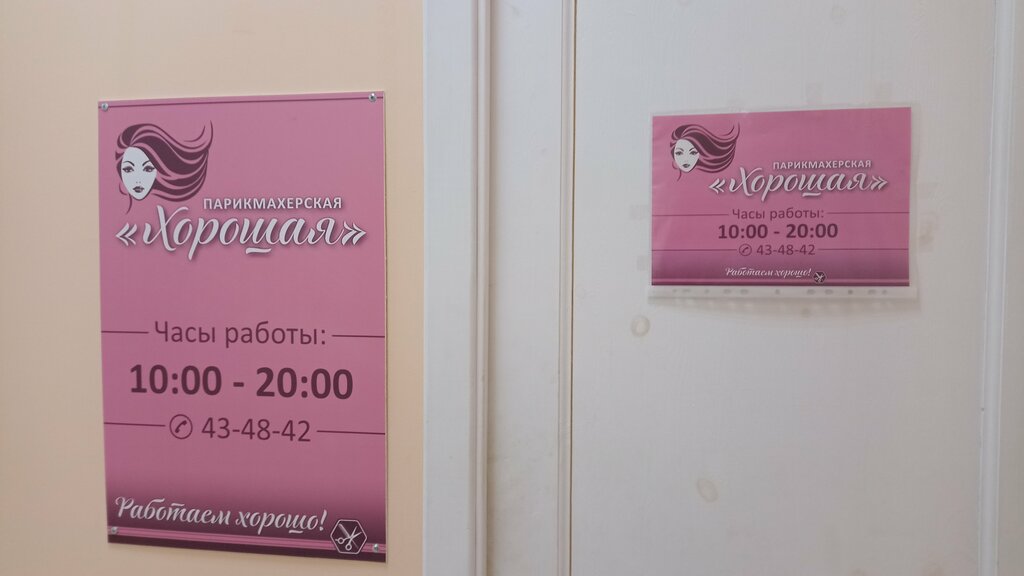 ПАРИКМАХЕРСКАЯ
«Хорошая»
Часы работы:
10:00 - 20:00
43-48-42
Работаем хорошо!
ПАРИКМАХЕРСКАЯ
«Хорошая»
Часы работы:
10:00 - 20:00
43-48-42
Работаем хорошо!